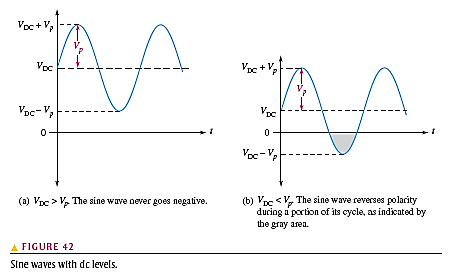 V_DC + V_p
V_p
V_DC
V_DC – V_p
0
t
(a) V_DC > V_p. The sine wave never goes negative.
V_DC + V_p
V_p
V_DC
0
t
V_DC – V_p
(b) V_DC < V_p. The sine wave reverses polarity
during a portion of its cycle, as indicated by
the gray area.
▲ FIGURE 42
Sine waves with dc levels.